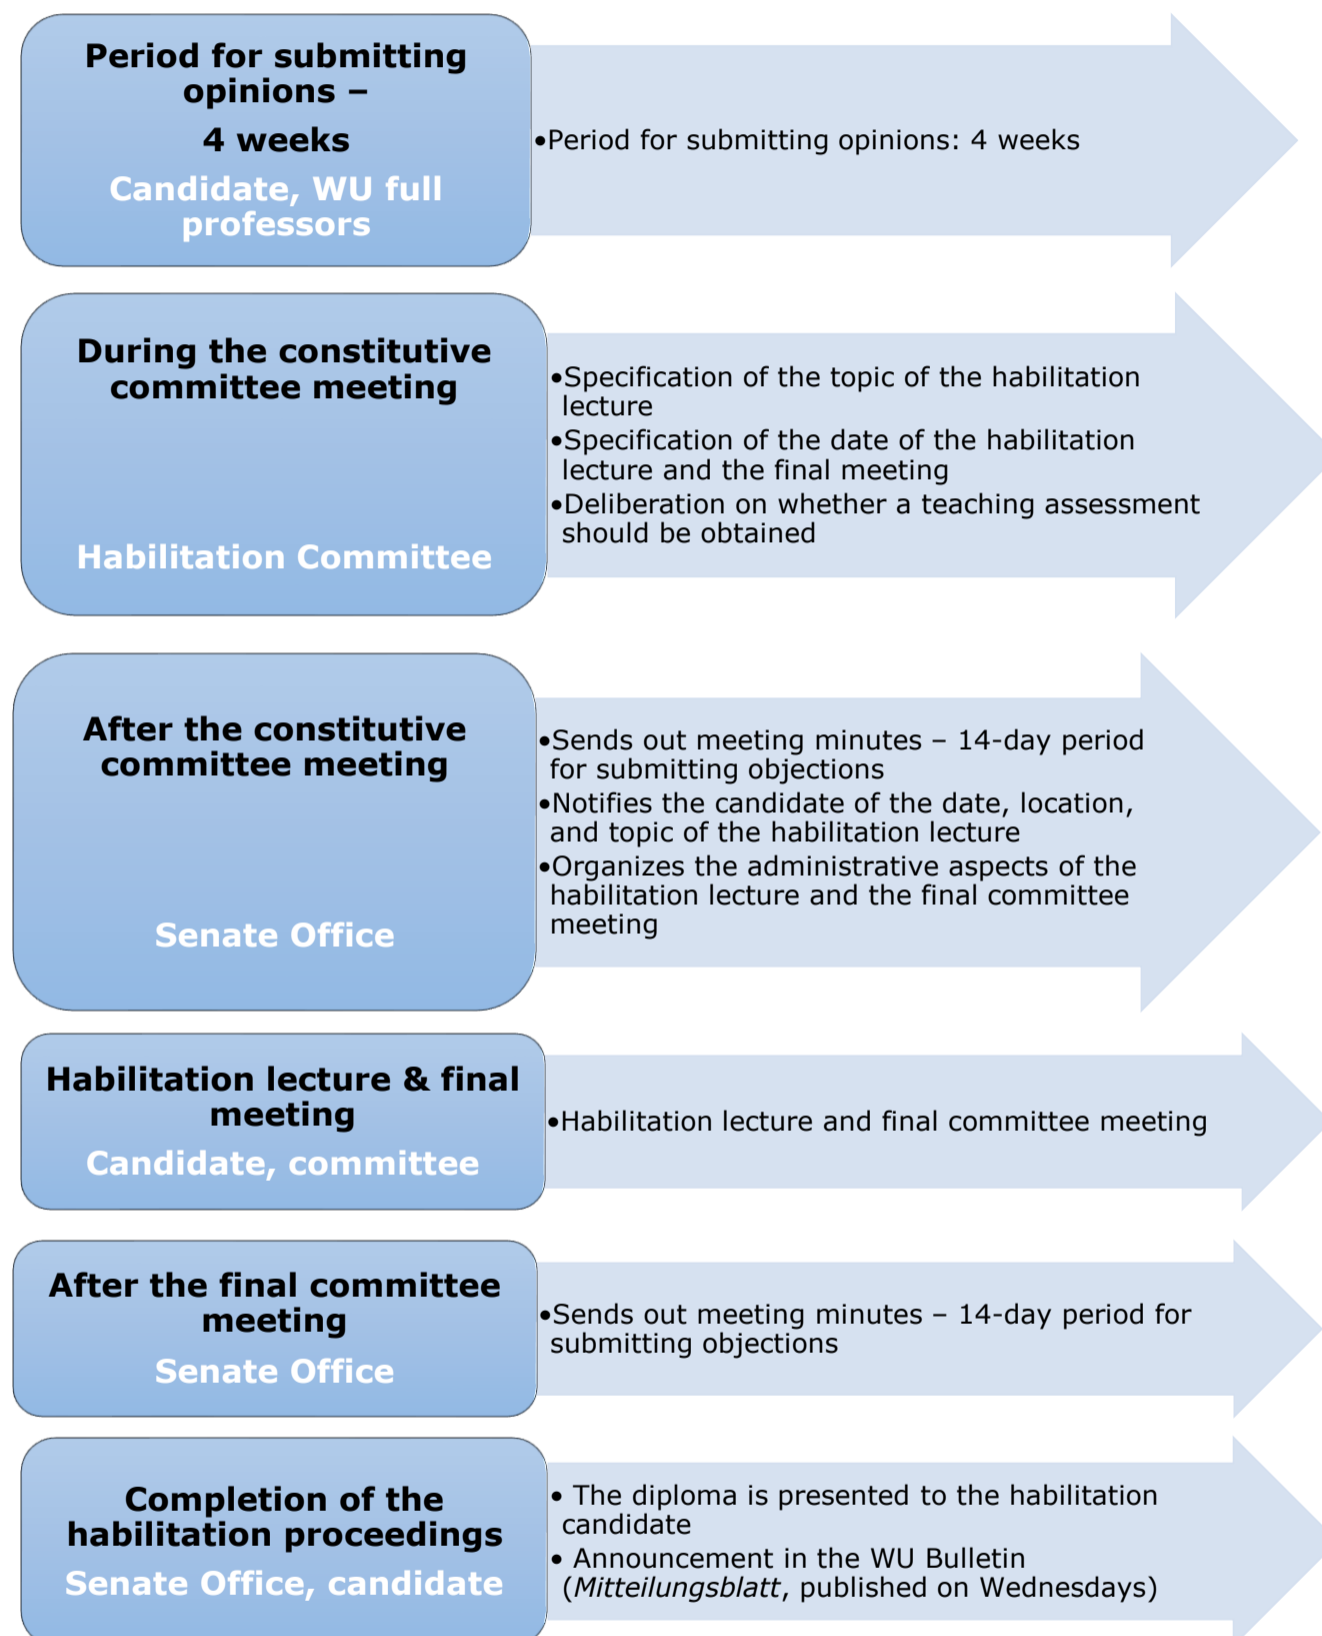 Period for submitting
opinions –
4 weeks
Candidate, WU full
professors
•Period for submitting opinions: 4 weeks
During the constitutive
committee meeting
Habilitation Committee
•Specification of the topic of the habilitation
lecture
•Specification of the date of the habilitation
lecture and the final meeting
•Deliberation on whether a teaching assessment
should be obtained
After the constitutive
committee meeting
Senate Office
•Sends out meeting minutes – 14-day period
for submitting objections
•Notifies the candidate of the date, location,
and topic of the habilitation lecture
•Organizes the administrative aspects of the
habilitation lecture and the final committee
meeting
Habilitation lecture & final
meeting
Candidate, committee
•Habilitation lecture and final committee meeting
After the final committee
meeting
Senate Office
•Sends out meeting minutes – 14-day period for
submitting objections
Completion of the
habilitation proceedings
Senate Office, candidate
• The diploma is presented to the habilitation
candidate
• Announcement in the WU Bulletin
(Mitteilungsblatt, published on Wednesdays)